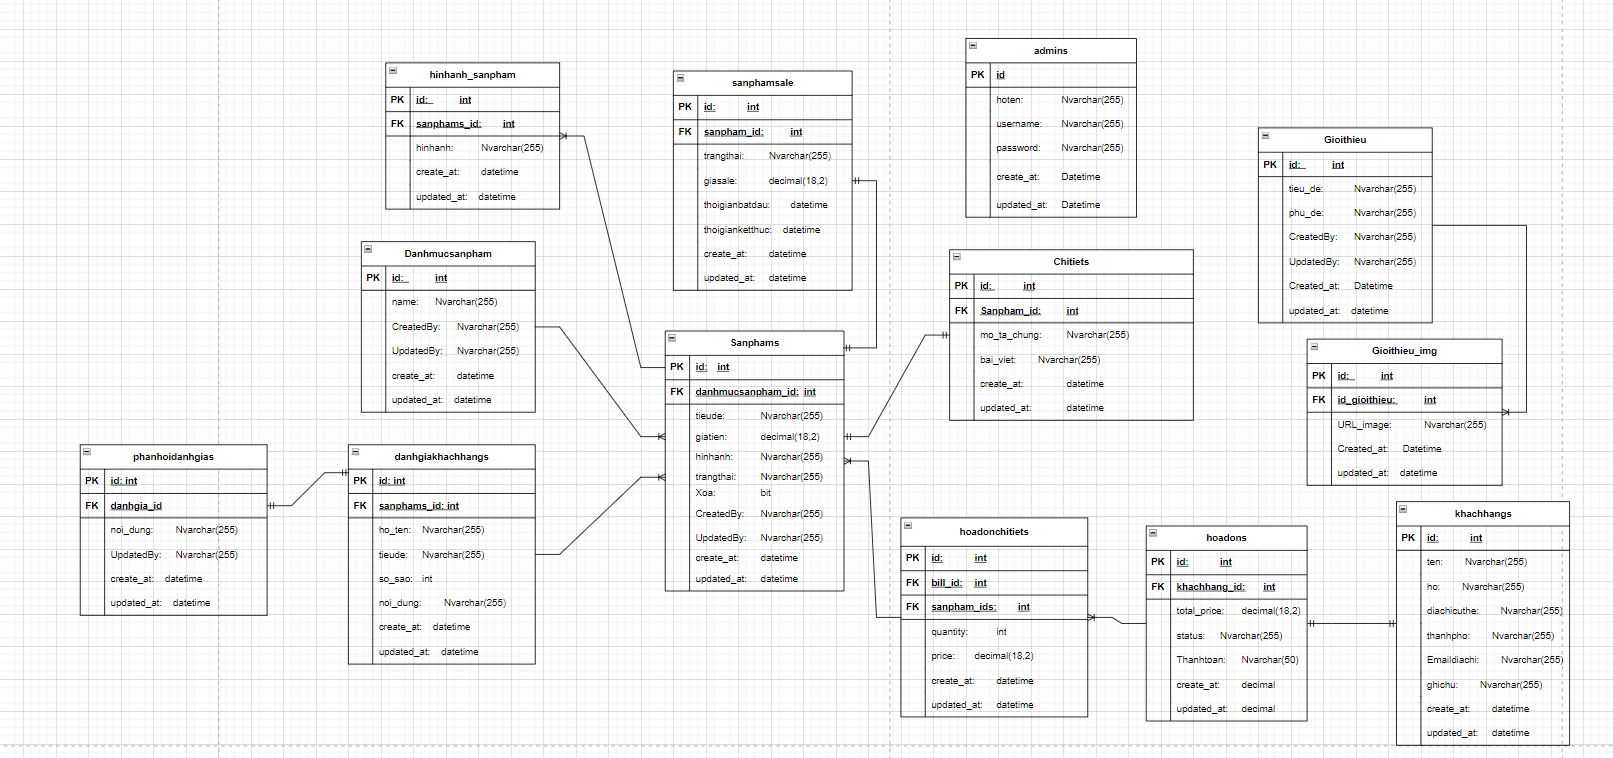 hinhanh_sanpham
PK id: int
FK sanphams_id: int
hinhanh: Nvarchar(255)
create_at: datetime
updated_at: datetime
sanphamsale
PK id: int
FK sanpham_id: int
trangthai: Nvarchar(255)
giasale: decimal(18,2)
thoigianbatdau: datetime
thoigianketthuc: datetime
create_at: datetime
updated_at: datetime
admins
PK id
hoten: Nvarchar(255)
username: Nvarchar(255)
password: Nvarchar(255)
create_at: Datetime
updated_at: Datetime
Gioithieu
PK id: int
tieu_de: Nvarchar(255)
phu_de: Nvarchar(255)
CreatedBy: Nvarchar(255)
UpdatedBy: Nvarchar(255)
Created_at: Datetime
updated_at: datetime
Danhmucsanpham
PK id: int
name: Nvarchar(255)
CreatedBy: Nvarchar(255)
UpdatedBy: Nvarchar(255)
create_at: datetime
updated_at: datetime
Chitiets
PK id: int
FK Sanpham_id: int
mo_ta_chung: Nvarchar(255)
bai_viet: Nvarchar(255)
create_at: datetime
updated_at: datetime
Sanphams
PK id: int
FK danhmucsanpham_id: int
tieude: Nvarchar(255)
giatien: decimal(18,2)
hinhanh: Nvarchar(255)
trangthai: Nvarchar(255)
Xoa: bit
CreatedBy: Nvarchar(255)
UpdatedBy: Nvarchar(255)
create_at: datetime
updated_at: datetime
Gioithieu_img
PK id: int
FK id_gioithieu: int
URL_image: Nvarchar(255)
Created_at: Datetime
updated_at: datetime
phanhoidanhgias
PK id: int
FK danhgia_id
noi_dung: Nvarchar(255)
UpdatedBy: Nvarchar(255)
create_at: datetime
updated_at: datetime
danhgiakhachhangs
PK id: int
FK sanphams_id: int
ho_ten: Nvarchar(255)
tieude: Nvarchar(255)
so_sao: int
noi_dung: Nvarchar(255)
create_at: datetime
updated_at: datetime
hoadonchitiets
PK id: int
FK bill_id: int
FK sanpham_ids: int
quantity: int
price: decimal(18,2)
create_at: datetime
updated_at: datetime
hoadons
PK id: int
FK khachhang_id: int
total_price: decimal(18,2)
status: Nvarchar(255)
Thanhtoan: Nvarchar(50)
create_at: decimal
updated_at: decimal
khachhangs
PK id: int
ten: Nvarchar(255)
ho: Nvarchar(255)
diachicuthe: Nvarchar(255)
thanhpho: Nvarchar(255)
Emaildiachi: Nvarchar(255)
ghichu: Nvarchar(255)
create_at: datetime
updated_at: datetime